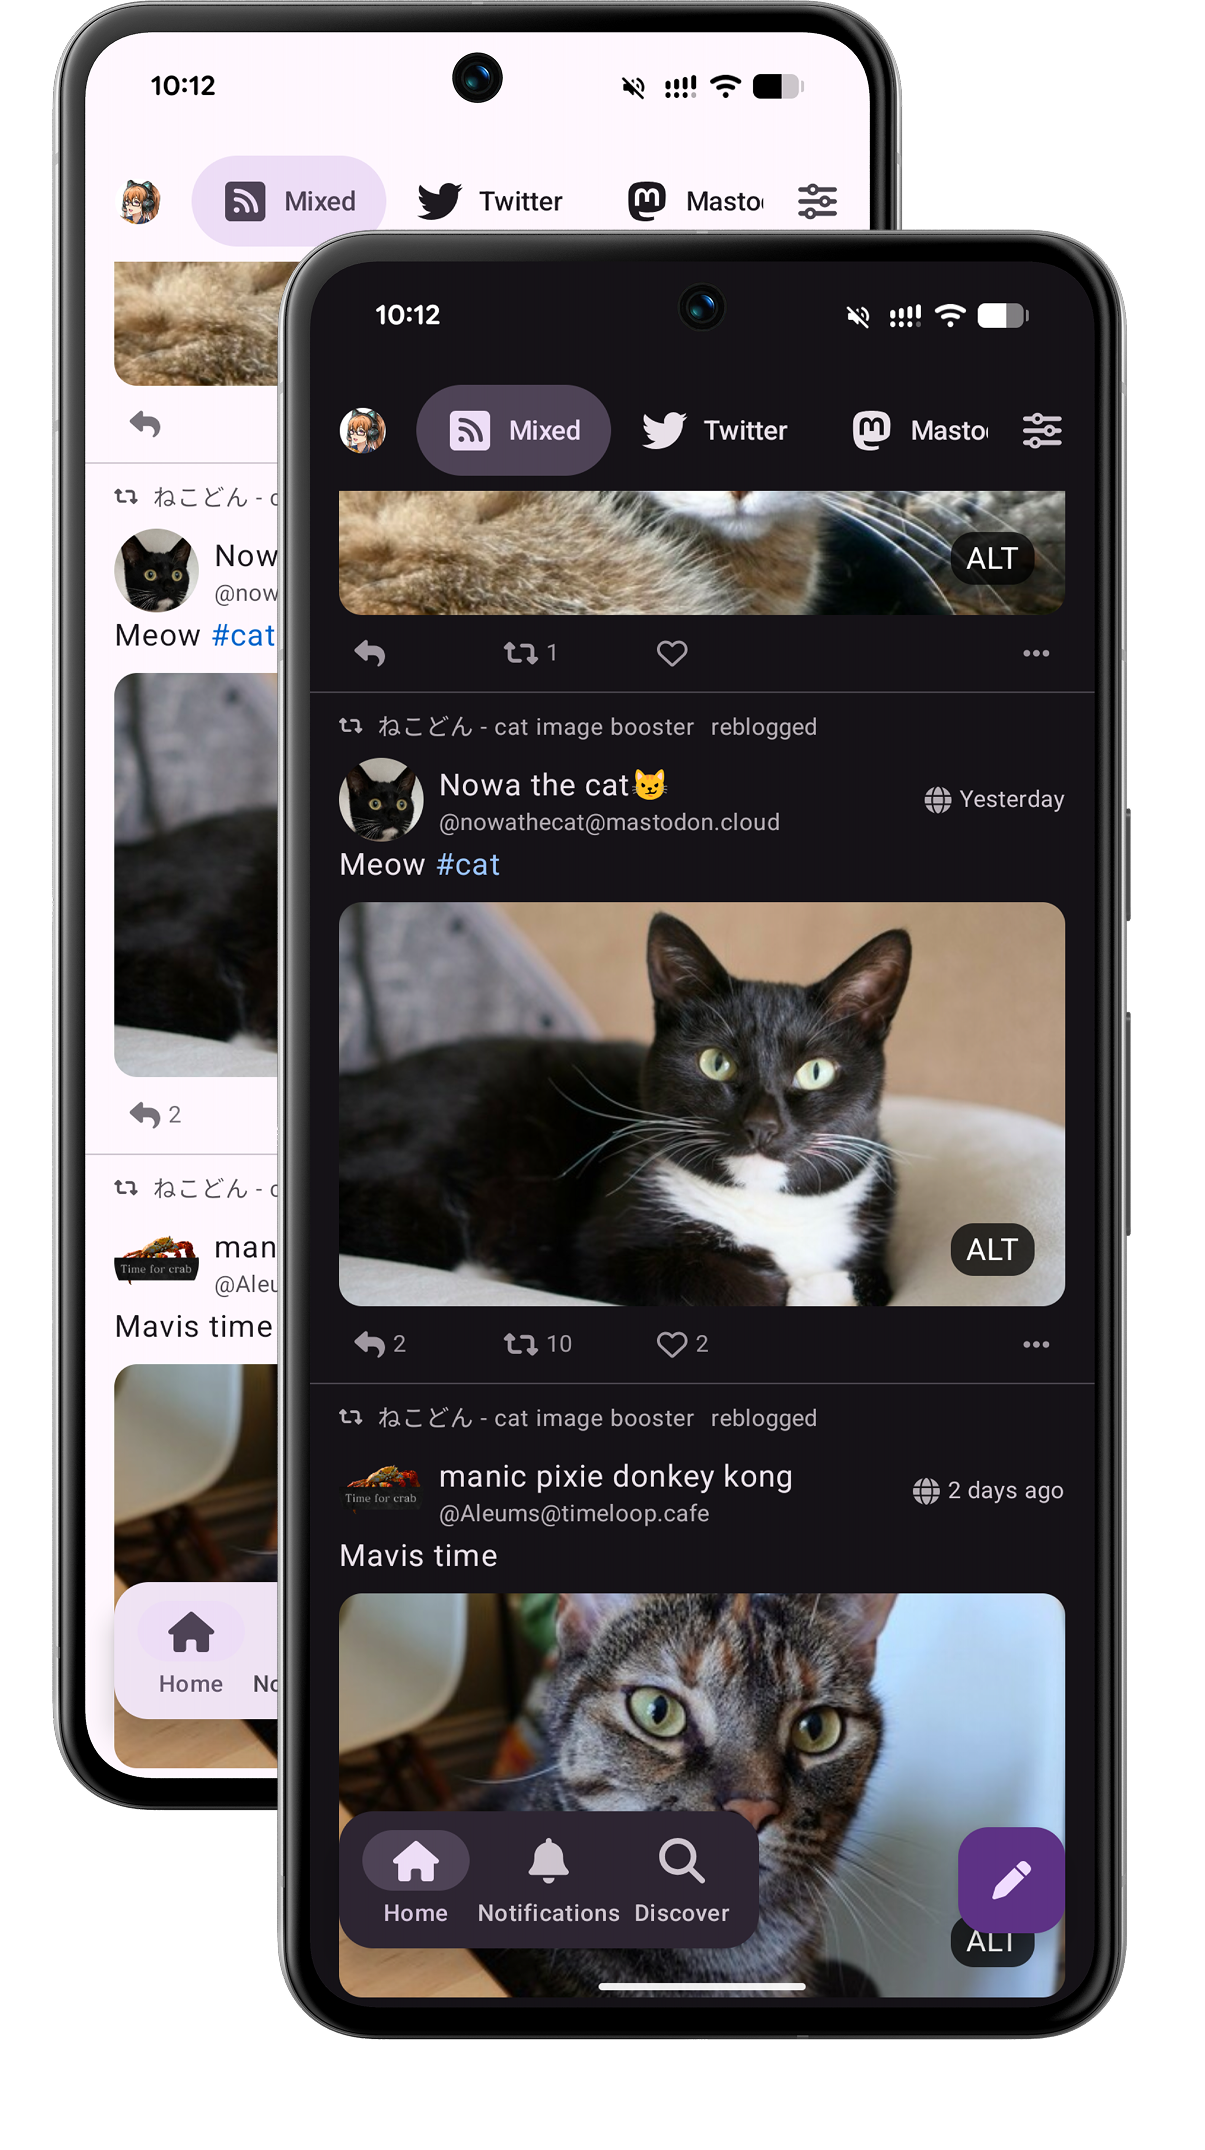 10:12
Mixed
Twitter
Masto
ねこどん - c
Now
@now
Meow #cat
2
ねこどん - c
Time for crab
man
@Aleu
Mavis time
Home
No
10:12
Mixed
Twitter
Masto
ALT
1
ねこどん - cat image booster reblogged
Nowa the cat😼
Yesterday
@nowathecat@mastodon.cloud
Meow #cat
ALT
2 10 2
ねこどん - cat image booster reblogged
Time for crab
manic pixie donkey kong
2 days ago
@Aleums@timeloop.cafe
Mavis time
Home Notifications Discover
ALT